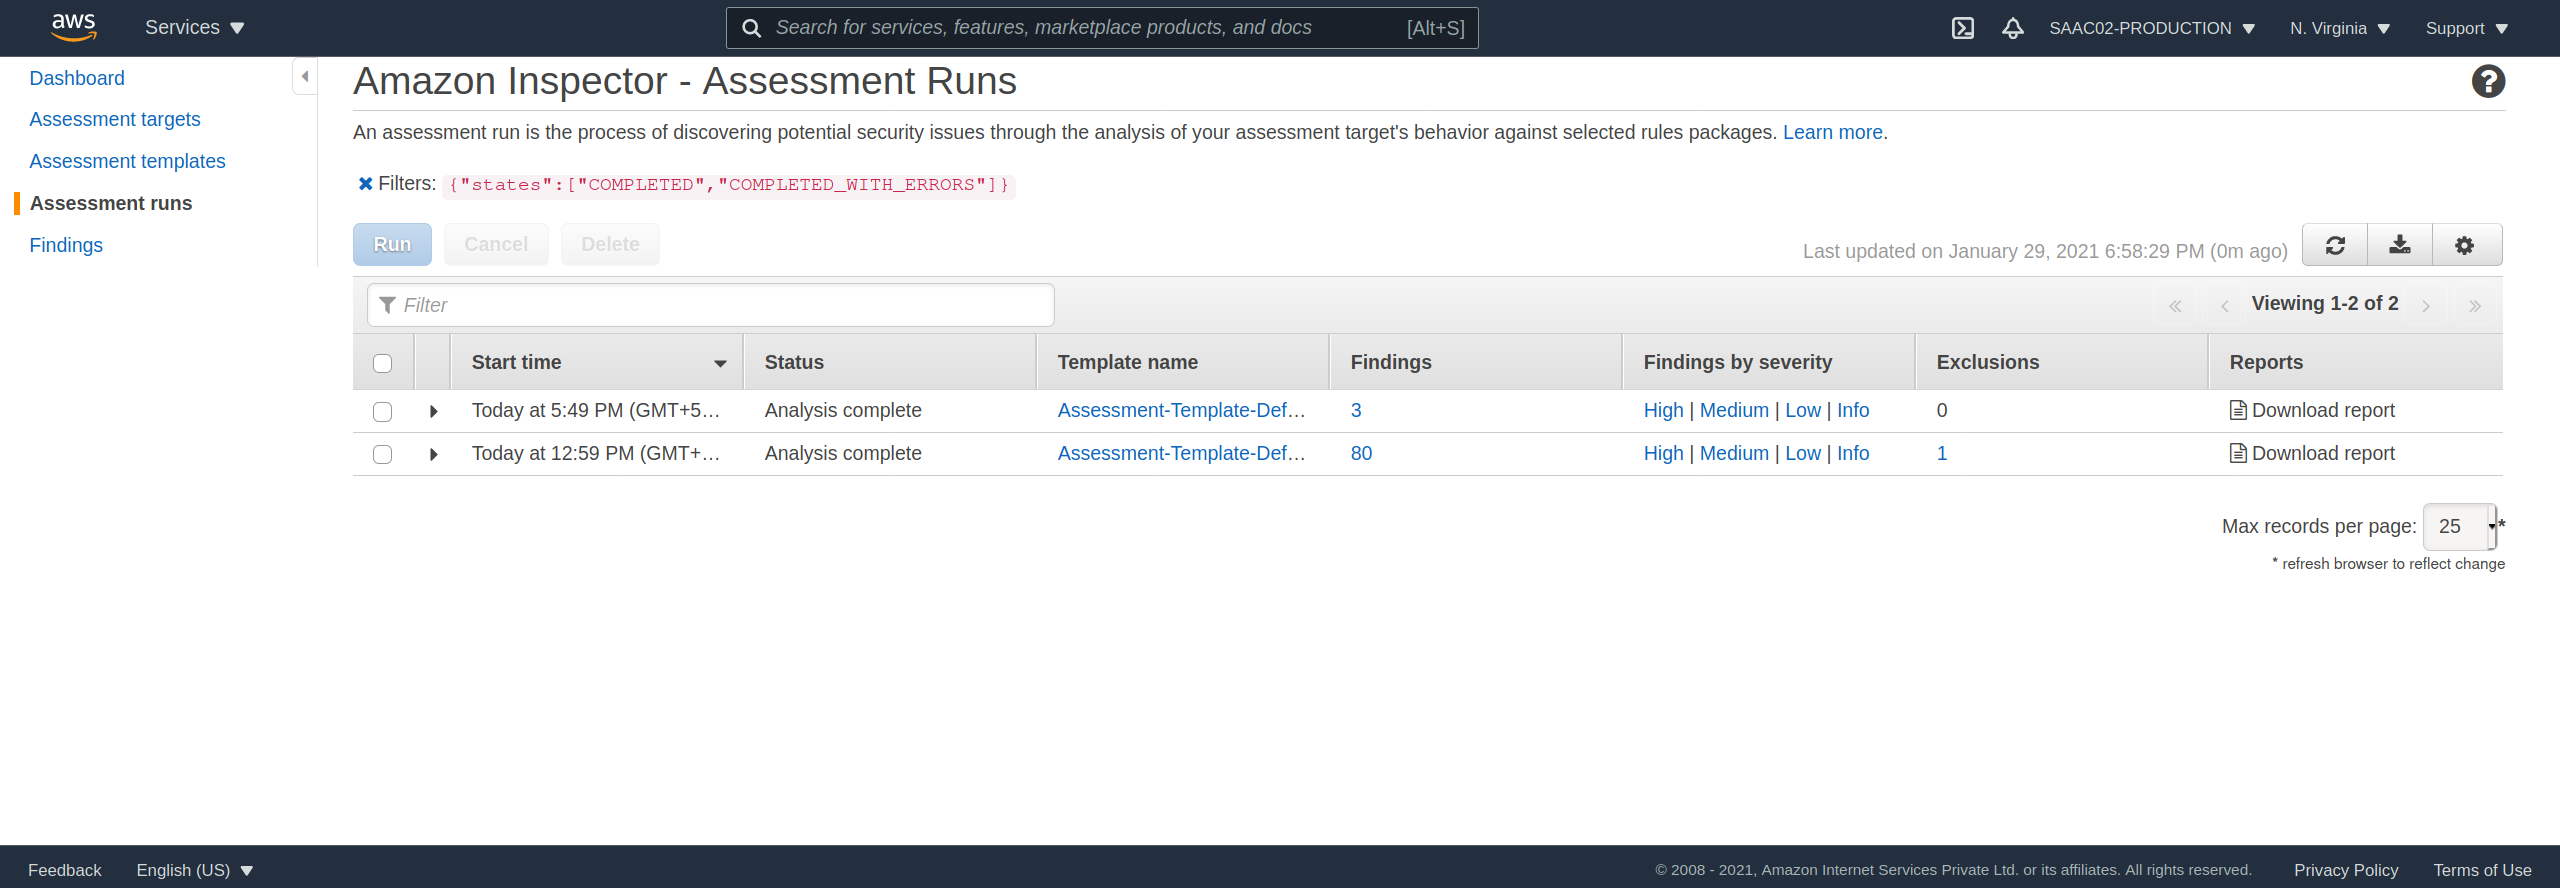 aws Services Search for services, features, marketplace products, and docs [Alt+S] SAAC02-PRODUCTION N. Virginia Support
Dashboard
Assessment targets
Assessment templates
Assessment runs
Findings
Amazon Inspector - Assessment Runs
An assessment run is the process of discovering potential security issues through the analysis of your assessment target's behavior against selected rules packages. Learn more.
Filters: {"states":["COMPLETED","COMPLETED_WITH_ERRORS"]}
Run Cancel Delete Last updated on January 29, 2021 6:58:29 PM (0m ago)
Filter « ‹ Viewing 1-2 of 2 › »
Start time Status Template name Findings Findings by severity Exclusions Reports
Today at 5:49 PM (GMT+5… Analysis complete Assessment-Template-Def… 3 High | Medium | Low | Info 0 Download report
Today at 12:59 PM (GMT+… Analysis complete Assessment-Template-Def… 80 High | Medium | Low | Info 1 Download report
Max records per page: 25 *
* refresh browser to reflect change
Feedback English (US) © 2008 - 2021, Amazon Internet Services Private Ltd. or its affiliates. All rights reserved. Privacy Policy Terms of Use